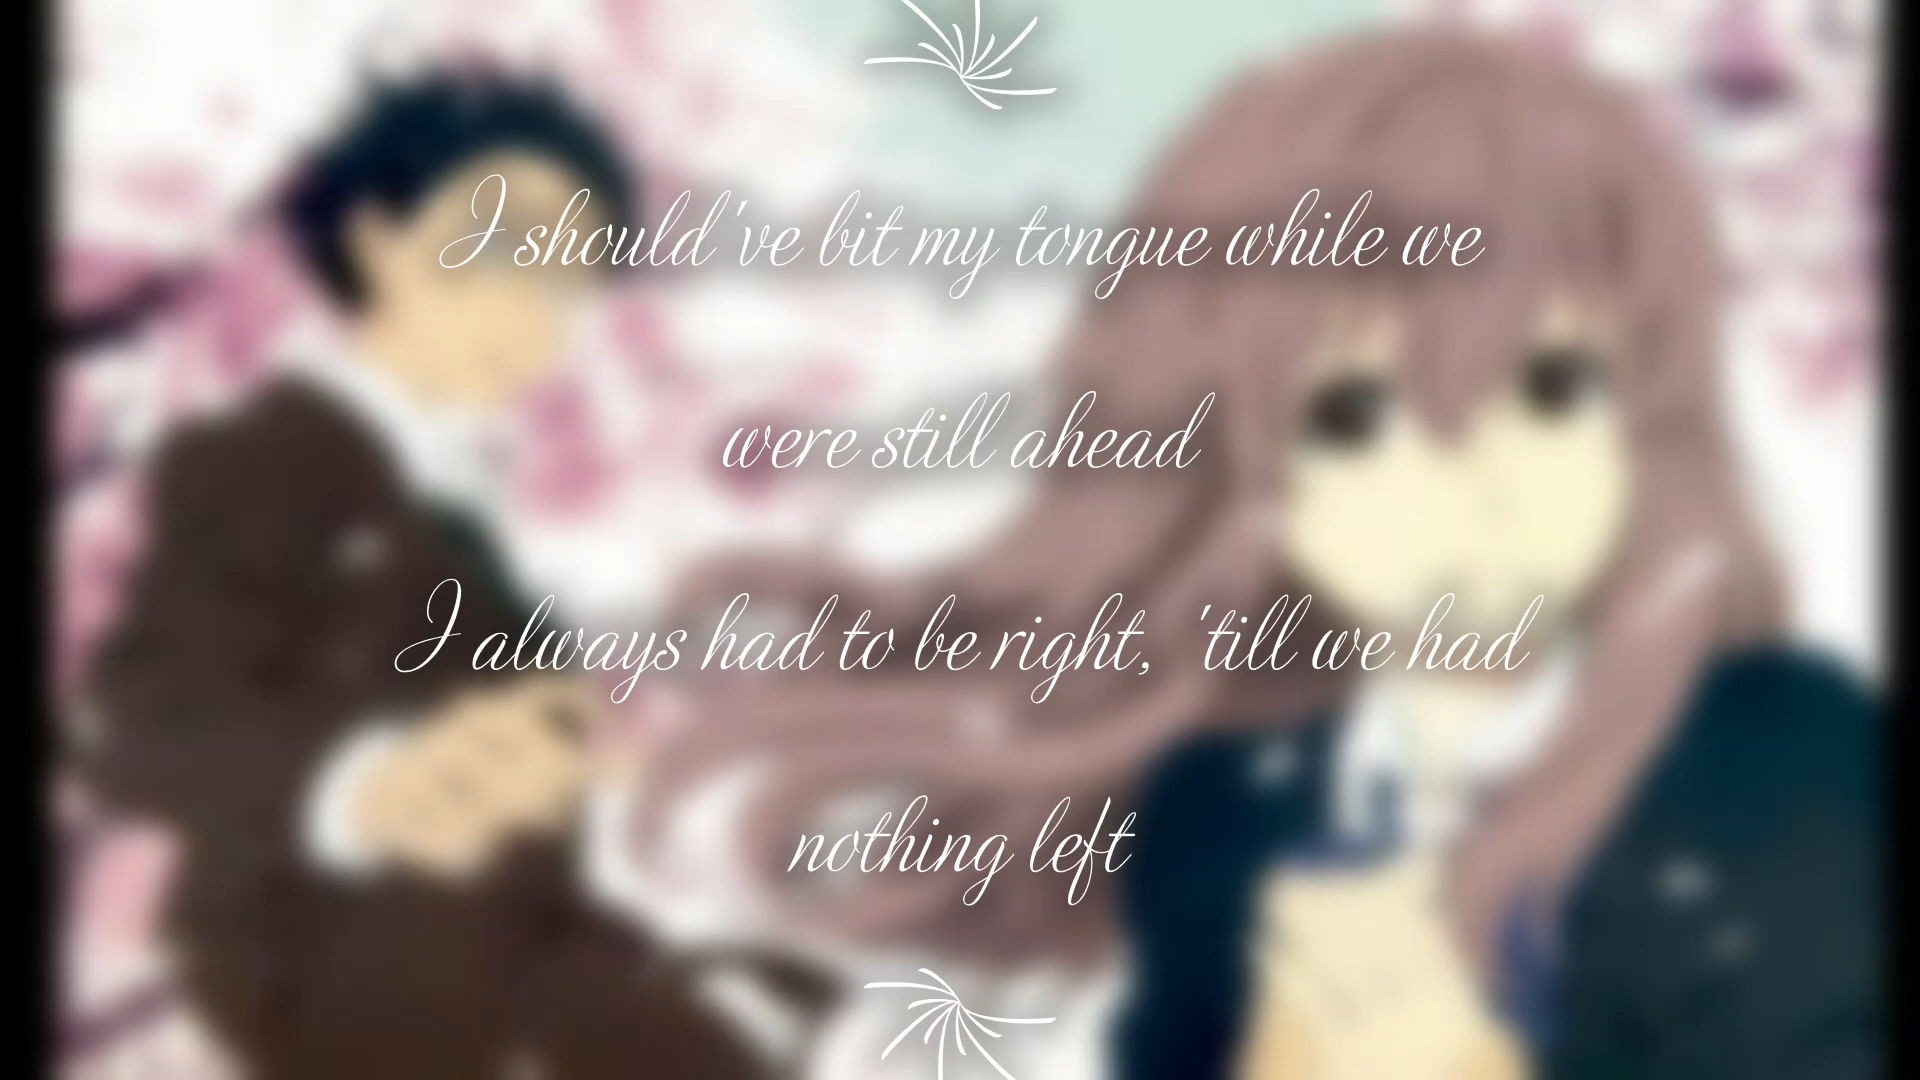 I should've bit my tongue while we
were still ahead
I always had to be right, 'till we had
nothing left